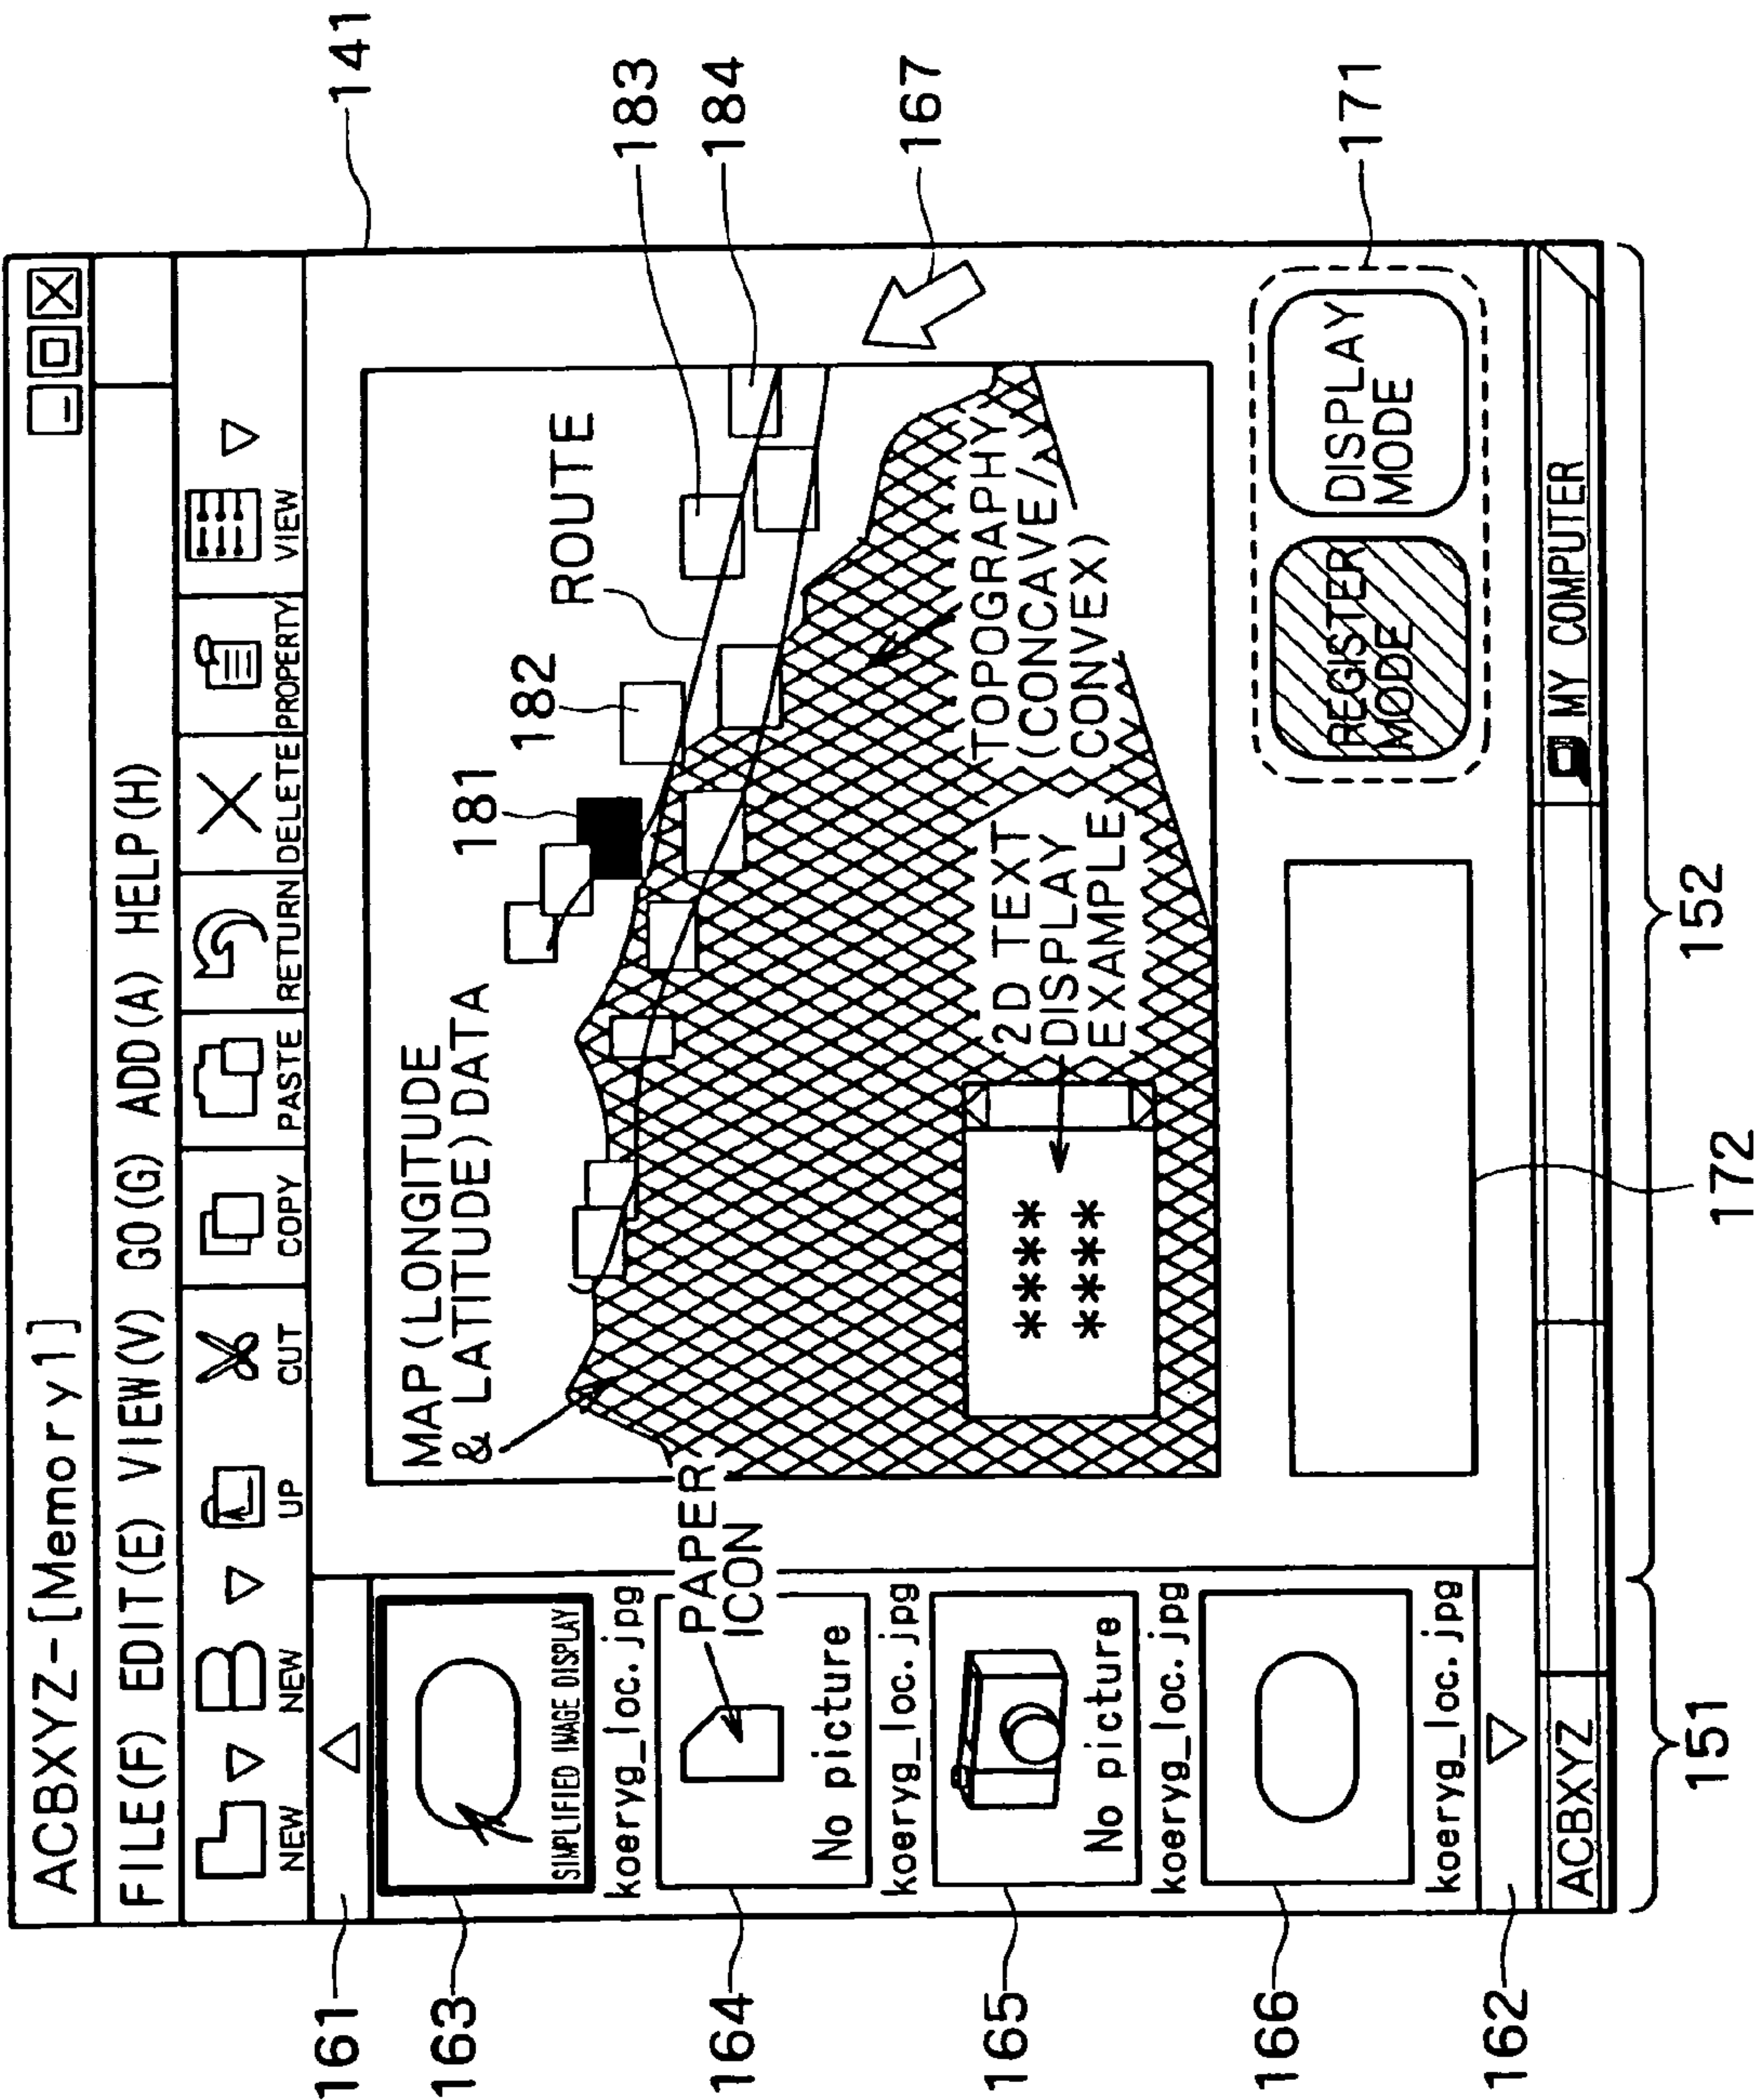 ACBXYZ-[Memory1]
FILE(F) EDIT(E) VIEW(V) GO(G) ADD(A) HELP(H)
NEW NEW UP CUT COPY PASTE RETURN DELETE PROPERTY VIEW
141
161
163
SIMPLIFIED IMAGE DISPLAY
koeryg_loc.jpg
164
PAPER
ICON
No picture
koeryg_loc.jpg
165
No picture
koeryg_loc.jpg
166
koeryg_loc.jpg
162
MAP(LONGITUDE
& LATITUDE)DATA
181
182
ROUTE
183
184
167
2D TEXT
DISPLAY
EXAMPLE
TOPOGRAPHY
(CONCAVE/
CONVEX)
****
****
REGISTER
MODE
DISPLAY
MODE
171
ACBXYZ
MY COMPUTER
151
172
152